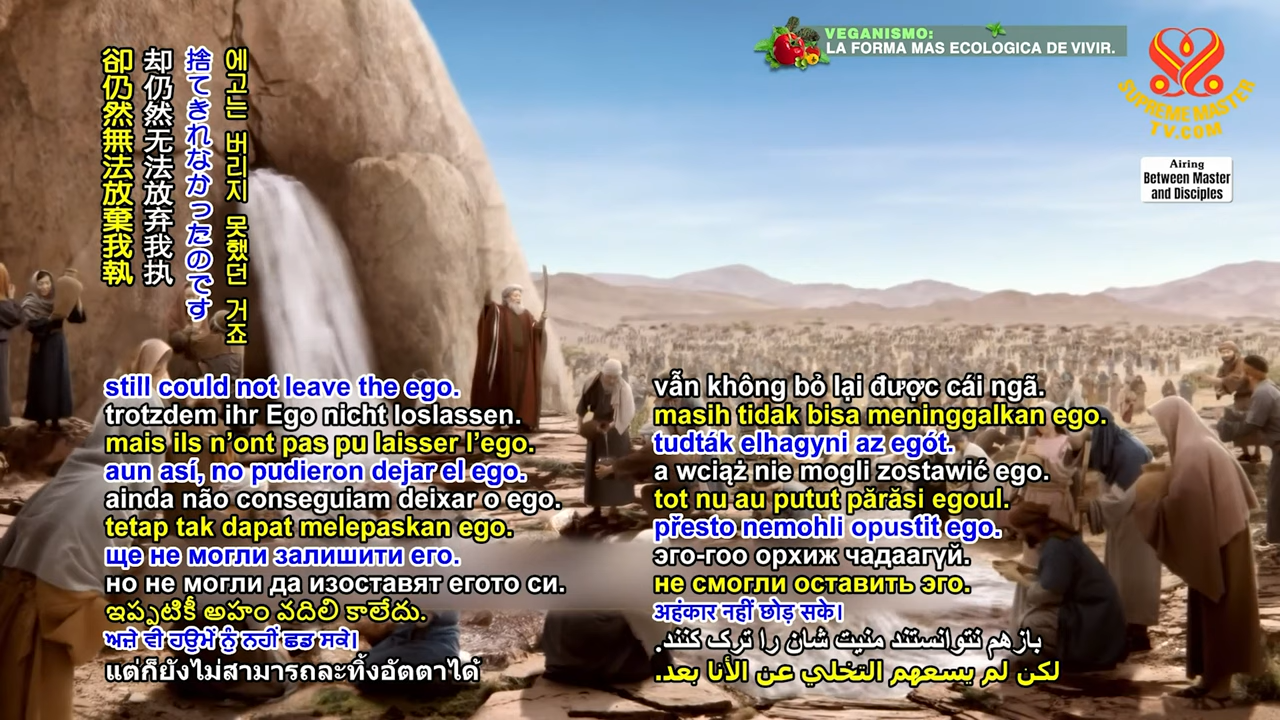 VEGANISMO:
LA FORMA MAS ECOLOGICA DE VIVIR.
SUPREME MASTER
TV.COM
Airing
Between Master
and Disciples
에고는 버리지 못했던 거죠
捨てきれなかったのです
却仍然无法放弃我执
卻仍然無法放棄我執
still could not leave the ego.
trotzdem ihr Ego nicht loslassen.
mais ils n’ont pas pu laisser l’ego.
aun así, no pudieron dejar el ego.
ainda não conseguiam deixar o ego.
tetap tak dapat melepaskan ego.
ще не могли залишити его.
но не могли да изоставят егото си.
ఇప్పటికీ అహం వదిలి కాలేదు.
ਅਜੇ ਵੀ ਹਉਮੈਂ ਨੂੰ ਨਹੀਂ ਛਡ ਸਕੇ।
แต่ก็ยังไม่สามารถละทิ้งอัตตาได้
vẫn không bỏ lại được cái ngã.
masih tidak bisa meninggalkan ego.
tudták elhagyni az egót.
a wciąż nie mogli zostawić ego.
tot nu au putut părăsi egoul.
přesto nemohli opustit ego.
эго-гоо орхиж чадаагүй.
не смогли оставить эго.
अहंकार नहीं छोड़ सके।
بازهم نتوانستند منیت شان را ترک کنند.
لكن لم يسعهم التخلي عن الأنا بعد.